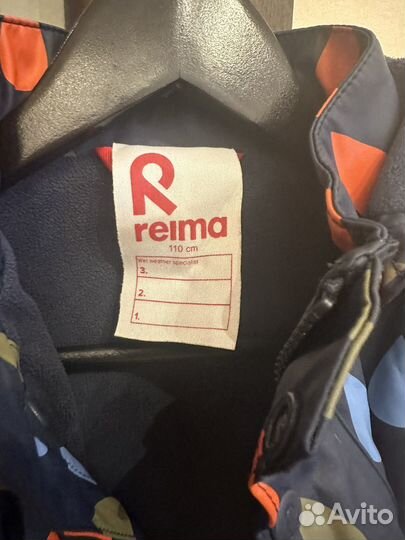 reima
110 cm
Wet weather specialist
3.
2.
1.
Avito